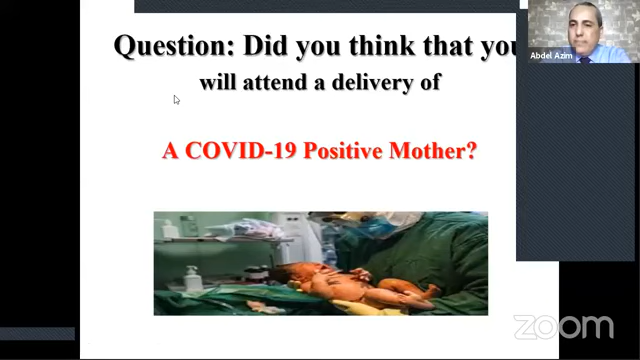 Question: Did you think that you
will attend a delivery of
A COVID-19 Positive Mother?
Abdel Azim
zoom